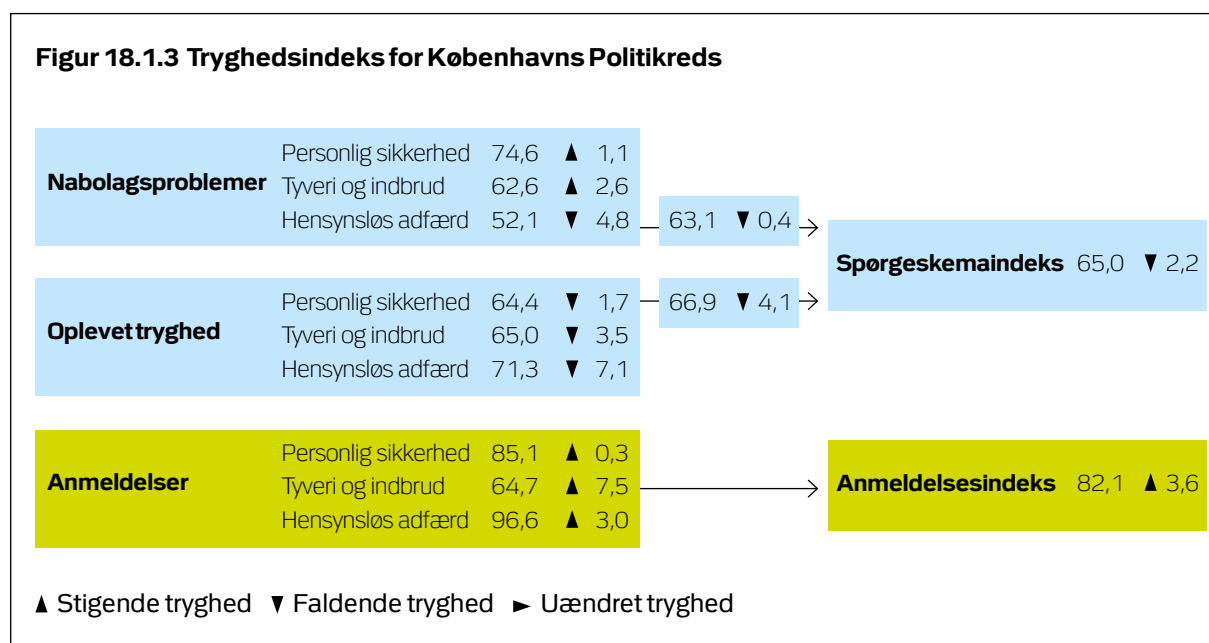 Figur 18.1.3 Tryghedsindeks for Københavns Politikreds
Nabolagsproblemer
Personlig sikkerhed 74,6 ▲ 1,1
Tyveri og indbrud 62,6 ▲ 2,6
Hensynsløs adfærd 52,1 ▼ 4,8
63,1 ▼ 0,4
Oplevet tryghed
Personlig sikkerhed 64,4 ▼ 1,7
Tyveri og indbrud 65,0 ▼ 3,5
Hensynsløs adfærd 71,3 ▼ 7,1
66,9 ▼ 4,1
Spørgeskemaindeks 65,0 ▼ 2,2
Anmeldelser
Personlig sikkerhed 85,1 ▲ 0,3
Tyveri og indbrud 64,7 ▲ 7,5
Hensynsløs adfærd 96,6 ▲ 3,0
Anmeldelsesindeks 82,1 ▲ 3,6
▲ Stigende tryghed ▼ Faldende tryghed ► Uændret tryghed